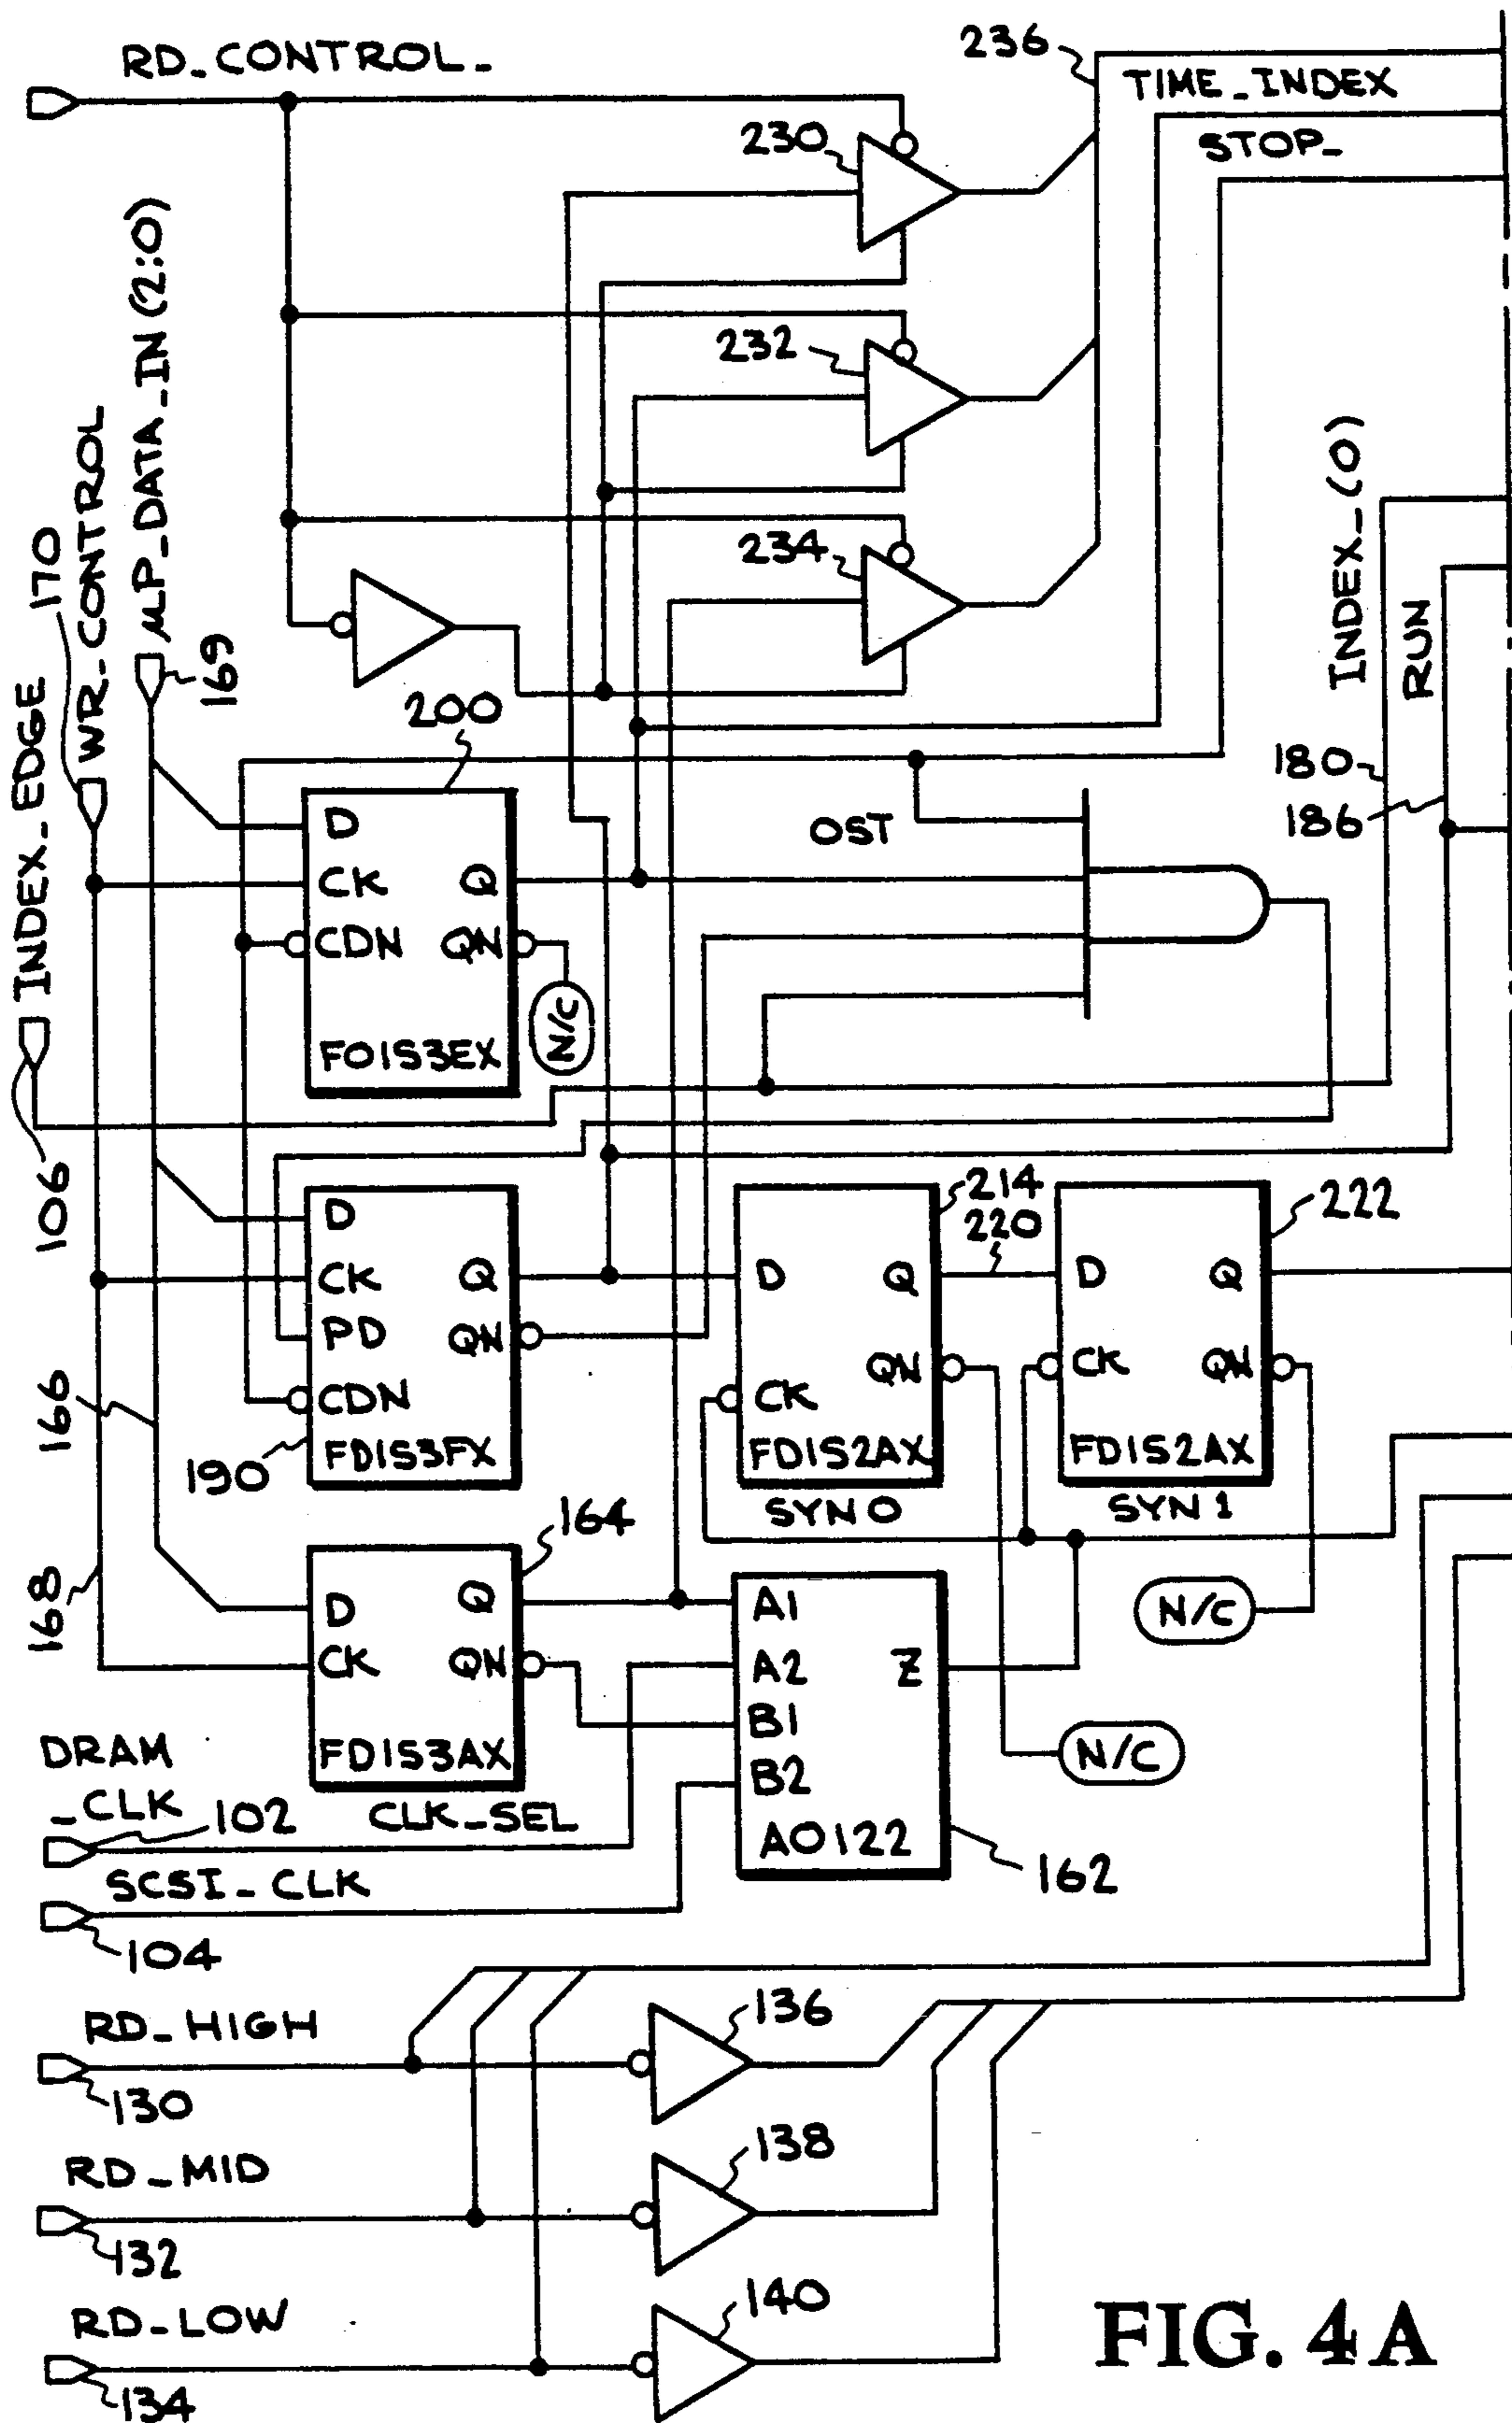 RD_CONTROL_
236
TIME_INDEX
STOP_
230
232
234
μP_DATA_IN(2:0)
169
170
WR_CONTROL
INDEX_EDGE
106
INDEX_(0)
RUN
180
186
200
D
CK Q
CDN QN
F01S3EX
N/C
OST
D
CK Q
PD QN
CDN
FD1S3FX
190
166
168
214
220
D Q
QN
CK
FD1S2AX
SYN 0
222
D Q
CK QN
FD1S2AX
SYN 1
164
D Q
CK QN
FD1S3AX
CLK_SEL
A1
A2 Z
B1
B2
AO122
162
N/C
N/C
DRAM
_CLK
102
SCSI_CLK
104
RD_HIGH
130
136
RD_MID
132
138
RD_LOW
134
140
FIG. 4A